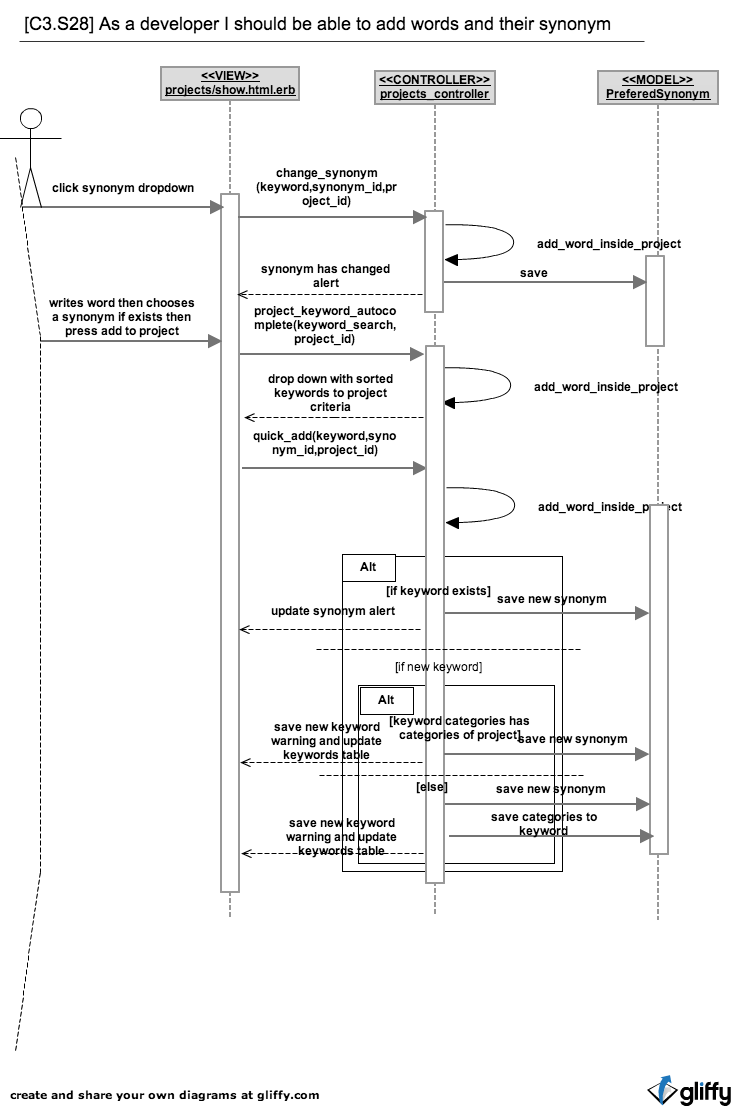 [C3.S28] As a developer I should be able to add words and their synonym
<<VIEW>>
projects/show.html.erb
<<CONTROLLER>>
projects_controller
<<MODEL>>
PreferedSynonym
click synonym dropdown
change_synonym
(keyword,synonym_id,pr
oject_id)
add_word_inside_project
synonym has changed
alert
save
writes word then chooses
a synonym if exists then
press add to project
project_keyword_autoco
mplete(keyword_search,
project_id)
drop down with sorted
keywords to project
criteria
add_word_inside_project
quick_add(keyword,syno
nym_id,project_id)
add_word_inside_project
Alt
[if keyword exists]
save new synonym
update synonym alert
[if new keyword]
Alt
[keyword categories has
categories of project]
save new synonym
save new keyword
warning and update
keywords table
[else]
save new synonym
save categories to
keyword
save new keyword
warning and update
keywords table
create and share your own diagrams at gliffy.com
gliffy